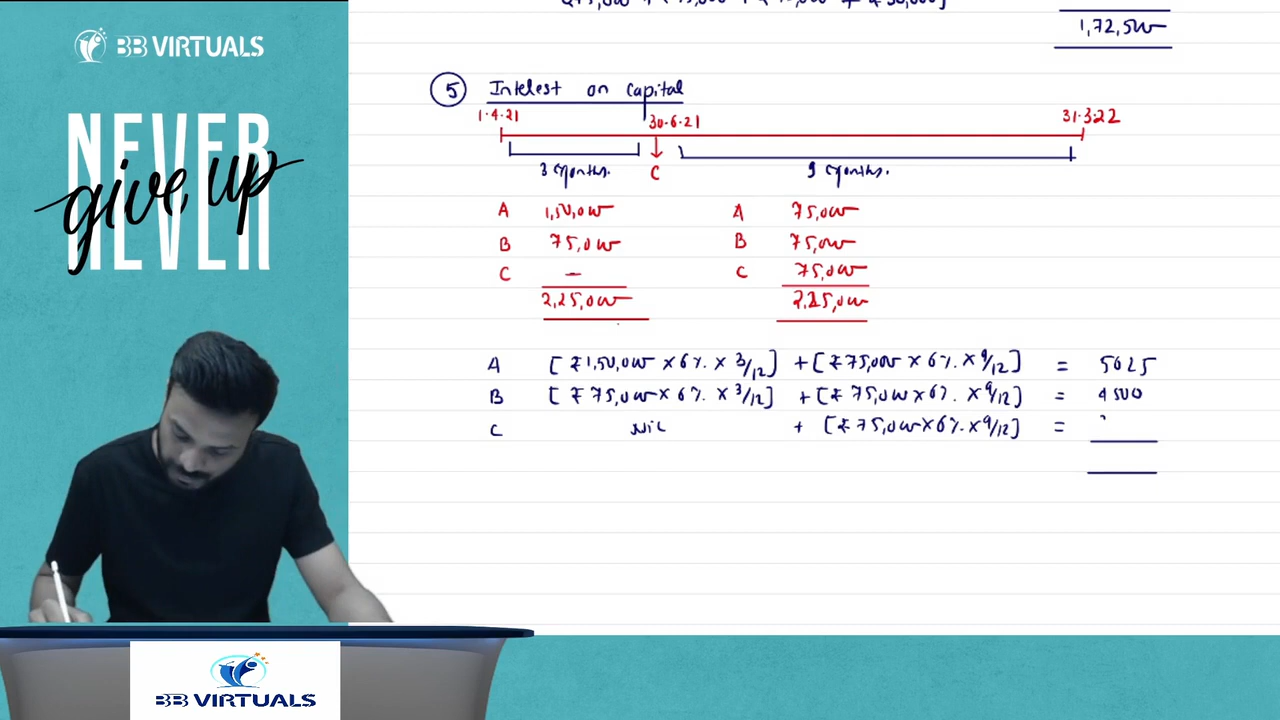 BB VIRTUALS
NEVER
give up
NEVER
1,72,500
5 Interest on Capital
1.4.21 30.6.21 31.3.22
3 months. C 9 months.
A 1,50,000 A 75,000
B 75,000 B 75,000
C — C 75,000
2,25,000 2,25,000
A [₹1,50,000 × 6% × 3/12] + [₹75,000 × 6% × 9/12] = 5625
B [₹75,000 × 6% × 3/12] + [₹75,000 × 6% × 9/12] = 4500
C Nil + [₹75,000 × 6% × 9/12] =
BB VIRTUALS